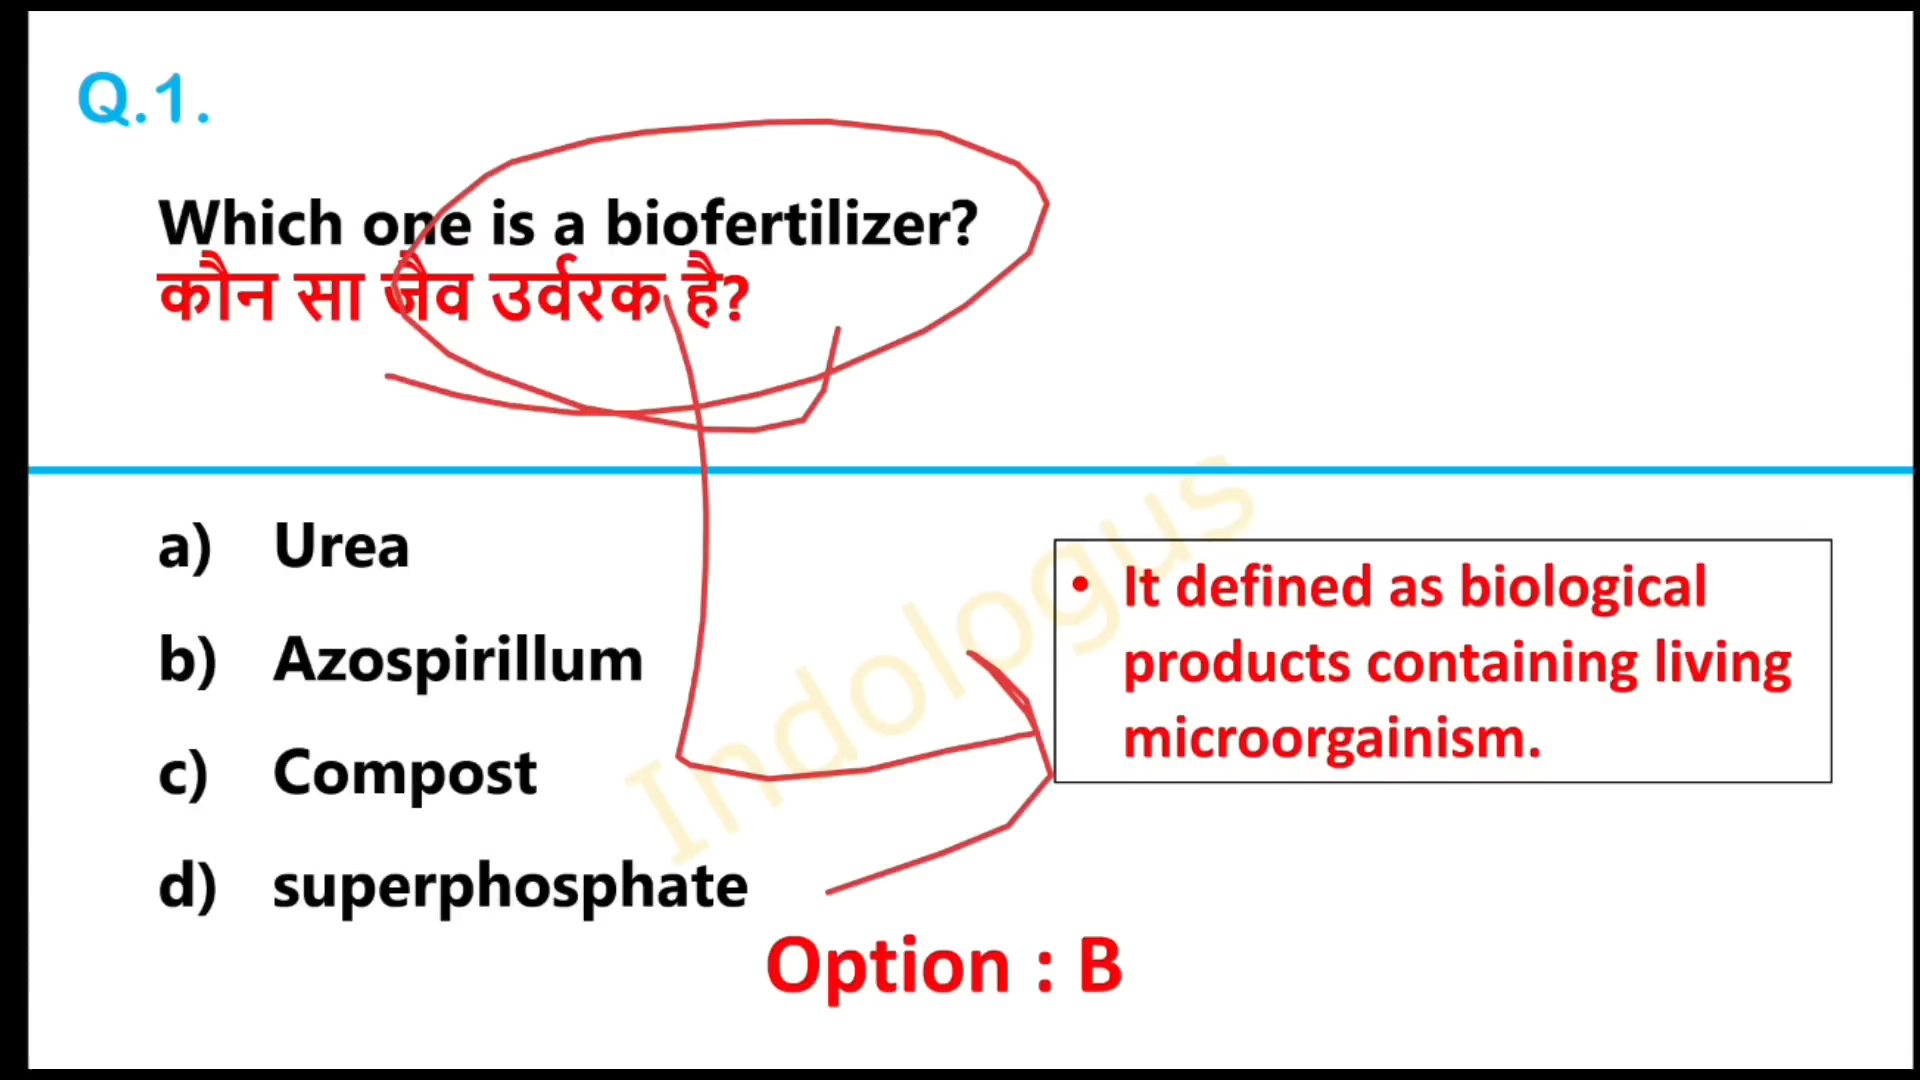 Q.1.
Which one is a biofertilizer?
कौन सा जैव उर्वरक है?
a) Urea
b) Azospirillum
c) Compost
d) superphosphate
• It defined as biological
products containing living
microorgainism.
Indologus
Option : B